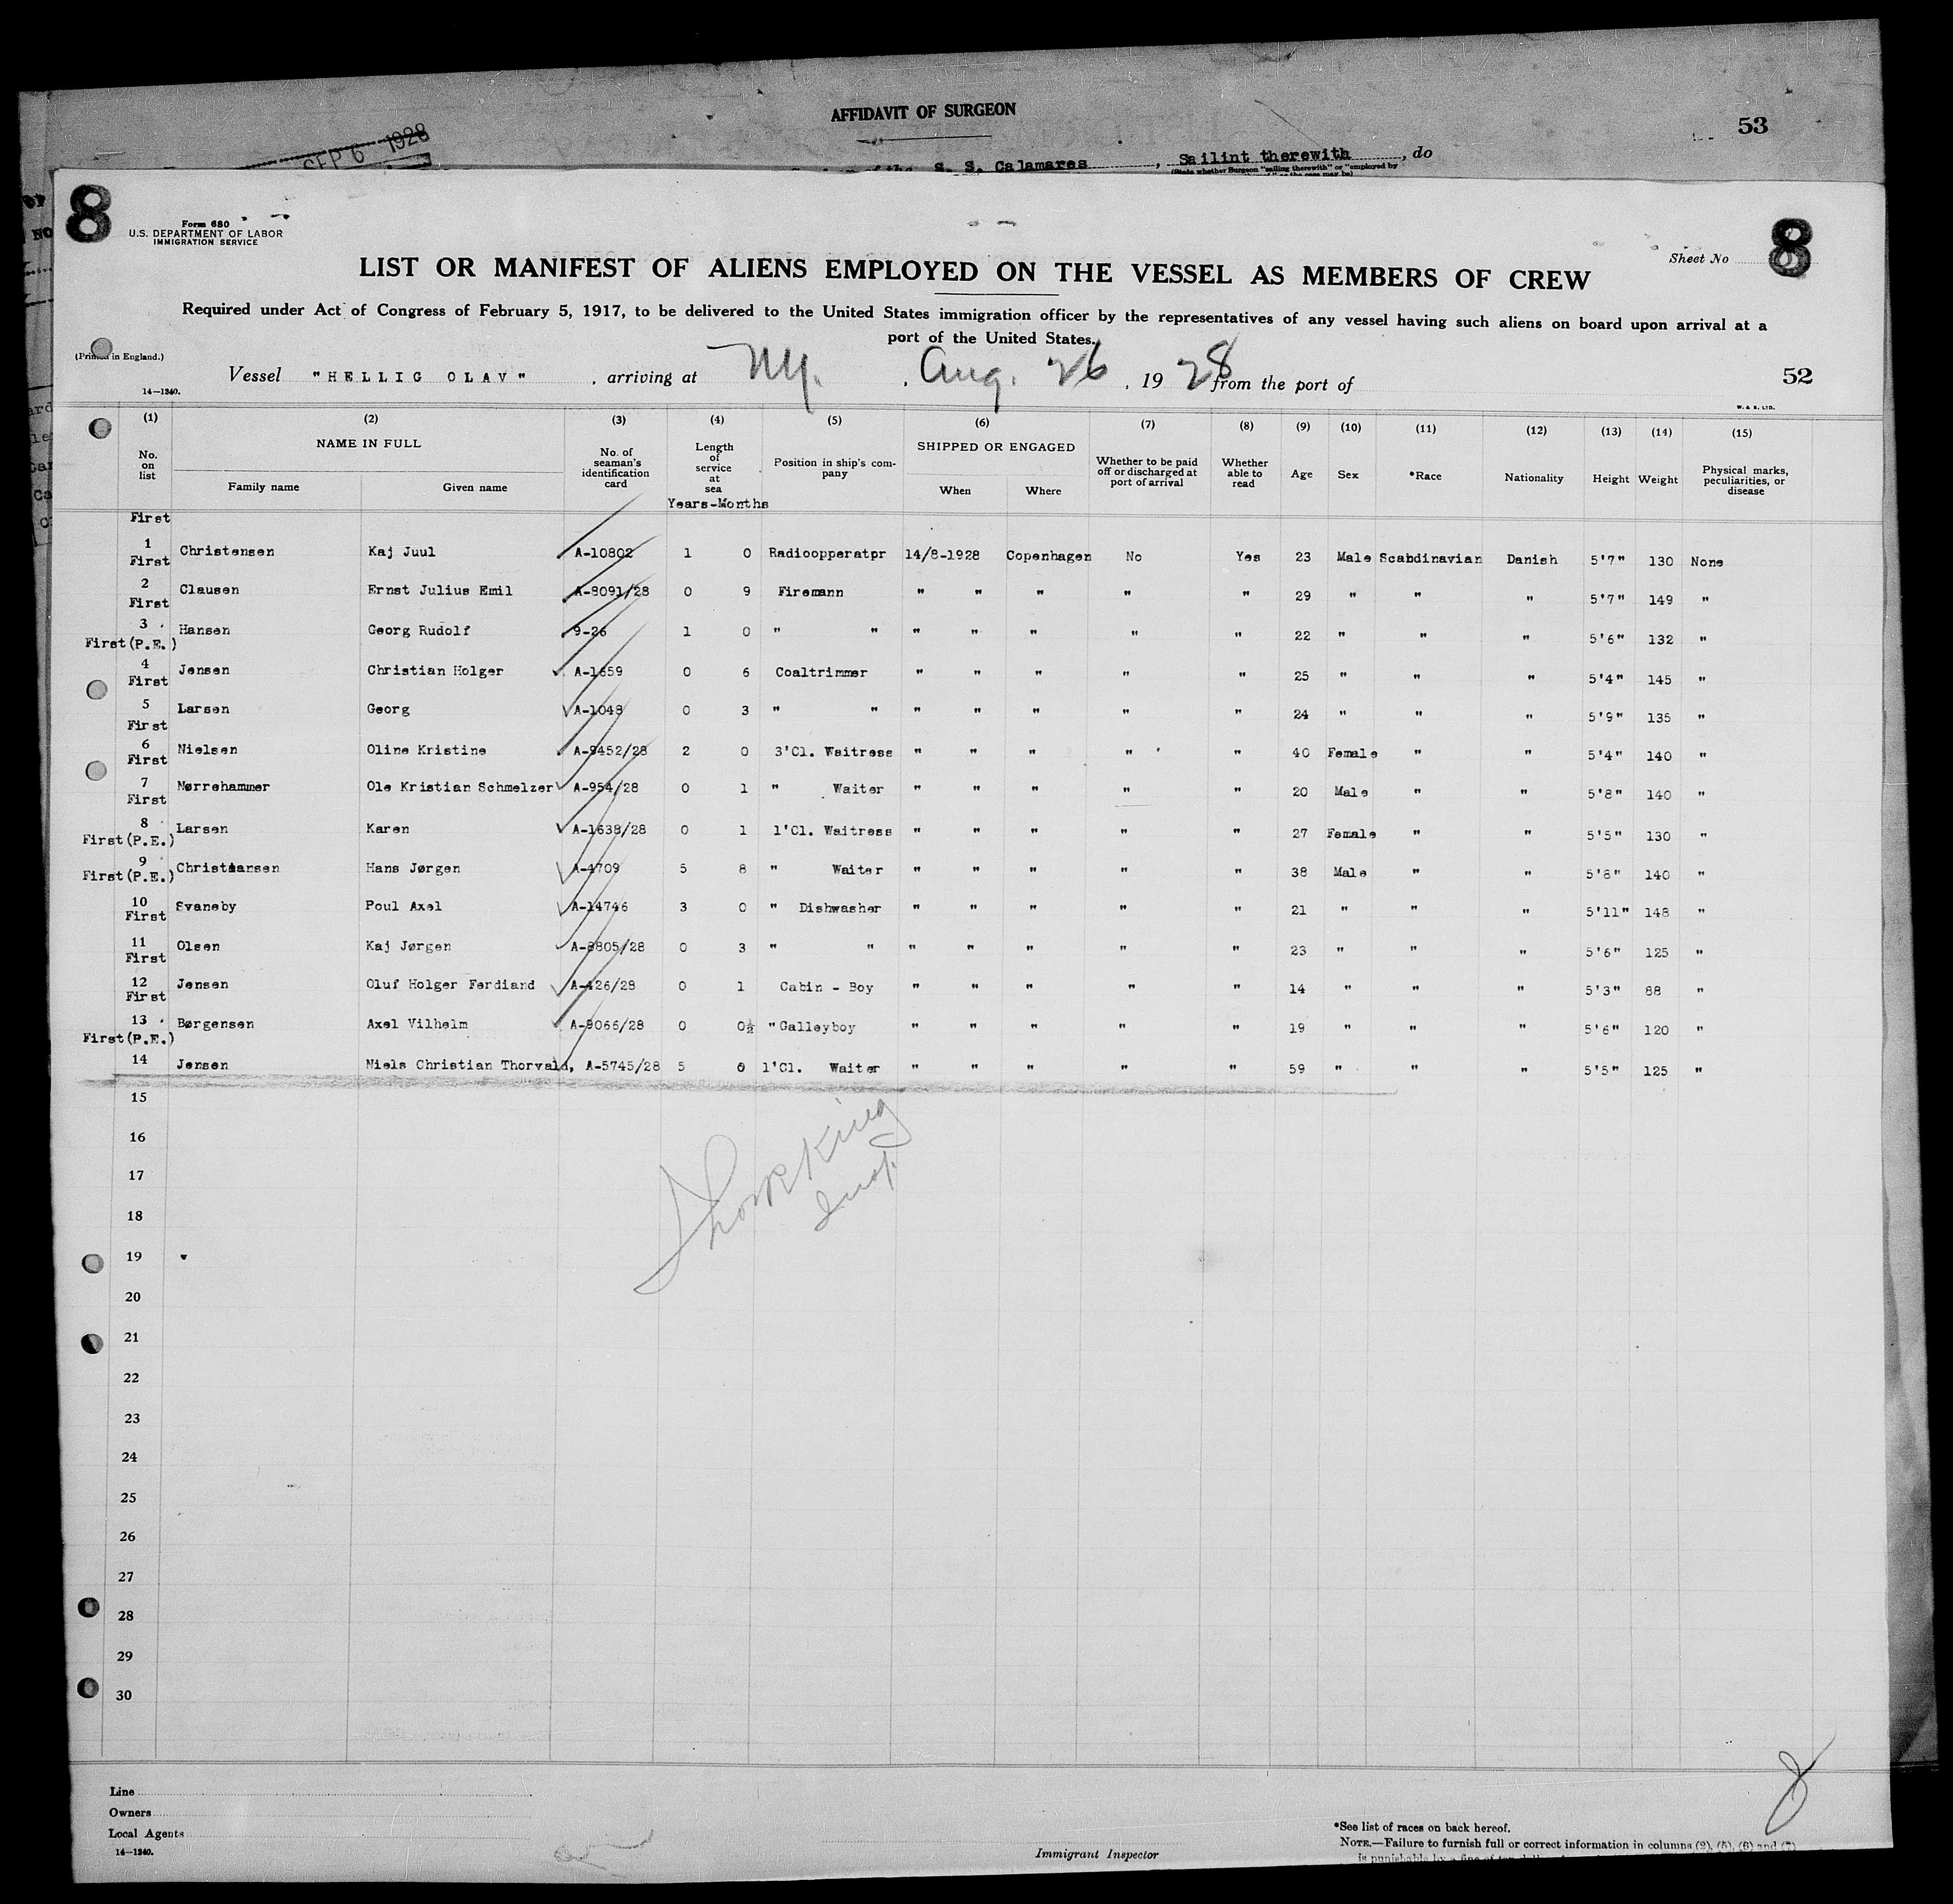 AFFIDAVIT OF SURGEON
53
SEP 6 1928
S. S. Calamares, Sailint therewith, do
(State whether Surgeon "sailing therewith" or "employed by
8
Form 680
U.S. DEPARTMENT OF LABOR
IMMIGRATION SERVICE
Sheet No 8
LIST OR MANIFEST OF ALIENS EMPLOYED ON THE VESSEL AS MEMBERS OF CREW
Required under Act of Congress of February 5, 1917, to be delivered to the United States immigration officer by the representatives of any vessel having such aliens on board upon arrival at a
port of the United States.
(Printed in England.)
Vessel "HELLIG OLAV", arriving at NY., Aug. 26, 1928 from the port of
52
14—1240.
W. & S. LTD.
(1) (2) (3) (4) (5) (6) (7) (8) (9) (10) (11) (12) (13) (14) (15)
No. on list NAME IN FULL Family name Given name No. of seaman's identification card Length of service at sea Years-Months Position in ship's company SHIPPED OR ENGAGED When Where Whether to be paid off or discharged at port of arrival Whether able to read Age Sex *Race Nationality Height Weight Physical marks, peculiarities, or disease
First
1 Christensen Kaj Juul A-10802 1 0 Radioopperatpr 14/8-1928 Copenhagen No Yes 23 Male Scabdinavian Danish 5'7" 130 None
First
2 Clausen Ernst Julius Emil A-8091/28 0 9 Firemann " " " " " 29 " " " 5'7" 149 "
First
3 Hansen Georg Rudolf 9-26 1 0 " " " " " " " 22 " " " 5'6" 132 "
First(P.E.)
4 Jensen Christian Holger A-1659 0 6 Coaltrimmer " " " " " 25 " " " 5'4" 145 "
First
5 Larsen Georg A-1048 0 3 " " " " " " " 24 " " " 5'9" 135 "
First
6 Nielsen Oline Kristine A-9452/28 2 0 3'Cl. Waitress " " " " " 40 Female " " 5'4" 140 "
First
7 Nørrehammer Ole Kristian Schmelzer A-954/28 0 1 " Waiter " " " " " 20 Male " " 5'8" 140 "
First
8 Larsen Karen A-1638/28 0 1 1'Cl. Waitress " " " " " 27 Female " " 5'5" 130 "
First(P.E.)
9 Christiansen Hans Jørgen A-4709 5 8 " Waiter " " " " " 38 Male " " 5'8" 140 "
First(P.E.)
10 Svaneby Poul Axel A-14746 3 0 " Dishwasher " " " " " 21 " " " 5'11" 148 "
First
11 Olsen Kaj Jørgen A-8805/28 0 3 " " " " " " " 23 " " " 5'6" 125 "
First
12 Jensen Oluf Holger Ferdiand A-426/28 0 1 Cabin - Boy " " " " " 14 " " " 5'3" 88 "
First
13 Børgensen Axel Vilhelm A-9066/28 0 0½ " Galleyboy " " " " " 19 " " " 5'6" 120 "
First(P.E.)
14 Jensen Niels Christian Thorvald, A-5745/28 5 0 1'Cl. Waiter " " " " " 59 " " " 5'5" 125 "
15
16
17
18
19
20
21
22
23
24
25
26
27
28
29
30
Line
Owners
Local Agents
14—1240.
Immigrant Inspector
*See list of races on back hereof.
NOTE.—Failure to furnish full or correct information in columns (2), (5), (6) and (7)